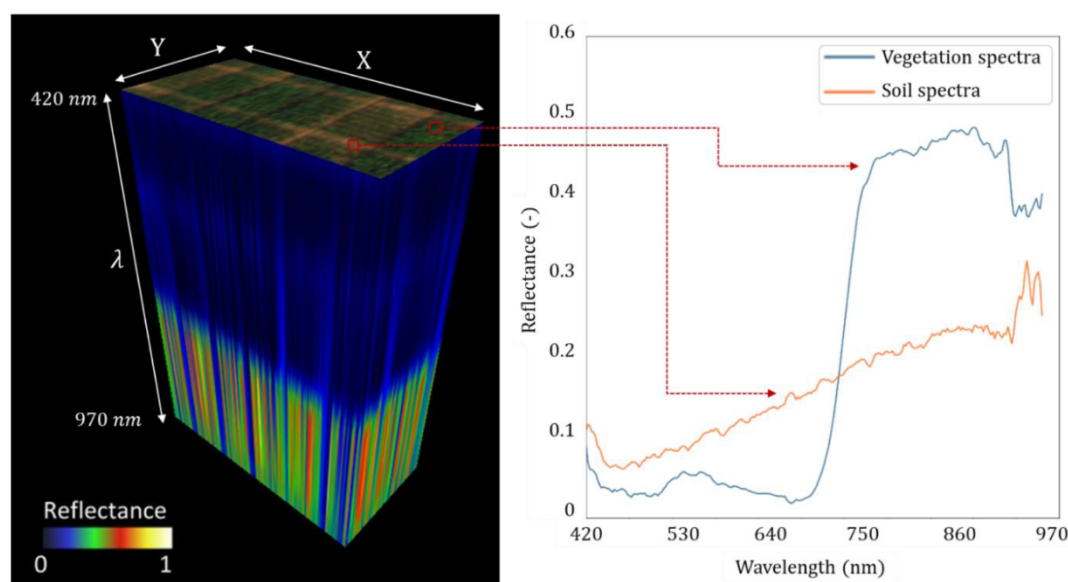 Y
X
420 nm
λ
970 nm
Reflectance
0 1
0.6
0.5
0.4
0.3
0.2
0.1
0
Reflectance (-)
Vegetation spectra
Soil spectra
420 530 640 750 860 970
Wavelength (nm)